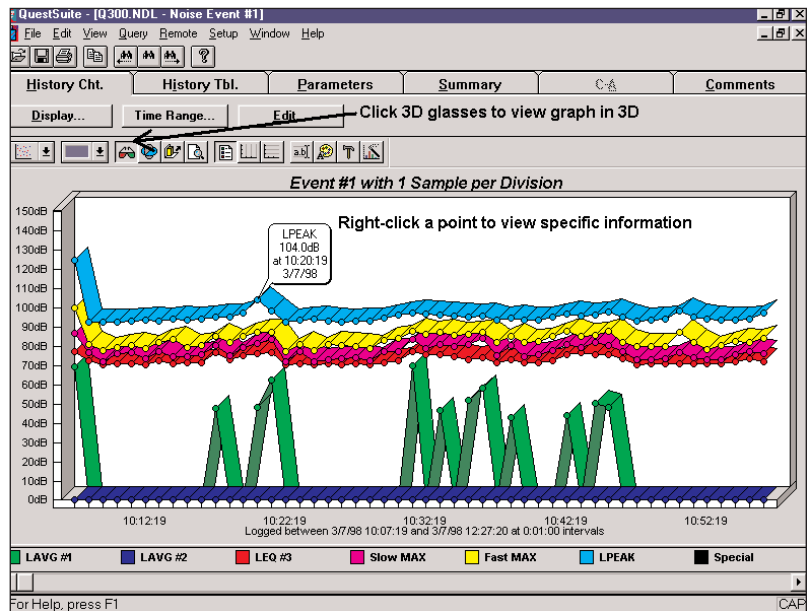 QuestSuite - [Q300.NDL - Noise Event #1]
File Edit View Query Remote Setup Window Help
History Cht. History Tbl. Parameters Summary C-A Comments
Display... Time Range... Edit Click 3D glasses to view graph in 3D
Event #1 with 1 Sample per Division
Right-click a point to view specific information
LPEAK
104.0dB
at 10:20:19
3/7/98
150dB
140dB
130dB
120dB
110dB
100dB
90dB
80dB
70dB
60dB
50dB
40dB
30dB
20dB
10dB
0dB
10:12:19 10:22:19 10:32:19 10:42:19 10:52:19
Logged between 3/7/98 10:07:19 and 3/7/98 12:27:20 at 0:01:00 intervals
LAVG #1 LAVG #2 LEQ #3 Slow MAX Fast MAX LPEAK Special
For Help, press F1 CAP